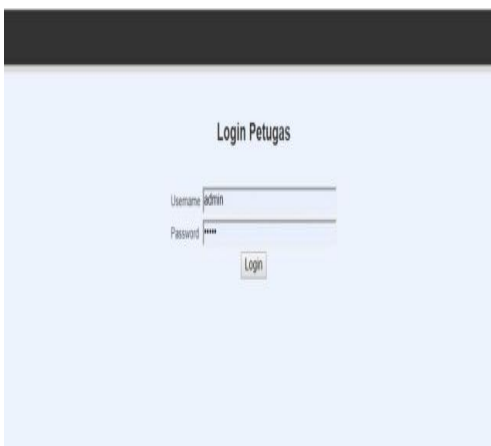 Login Petugas
Username admin
Password •••••
Login